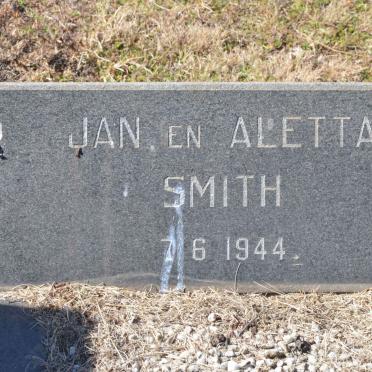 JAN EN ALETTA
SMITH
7 6 1944.